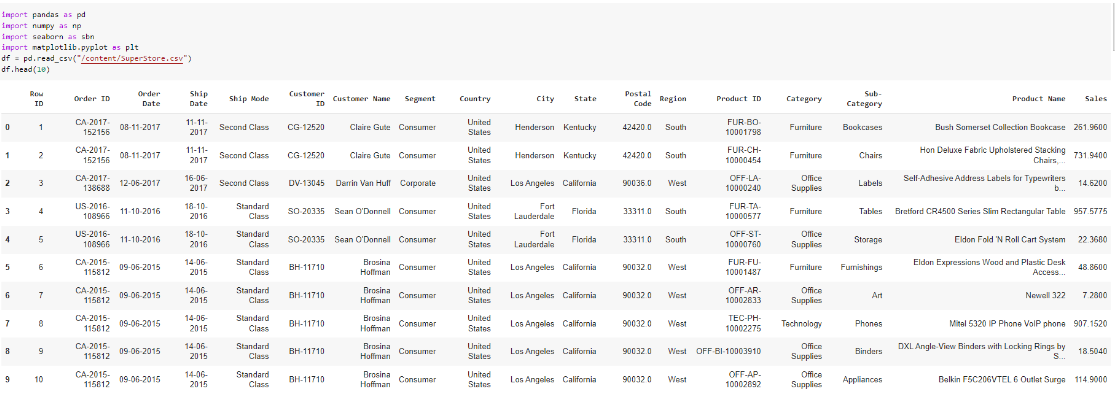 import pandas as pd
import numpy as np
import seaborn as sbn
import matplotlib.pyplot as plt
df = pd.read_csv("/content/SuperStore.csv")
df.head(10)
Row ID Order ID Order Date Ship Date Ship Mode Customer ID Customer Name Segment Country City State Postal Code Region Product ID Category Sub-Category Product Name Sales
0 1 CA-2017-152156 08-11-2017 11-11-2017 Second Class CG-12520 Claire Gute Consumer United States Henderson Kentucky 42420.0 South FUR-BO-10001798 Furniture Bookcases Bush Somerset Collection Bookcase 261.9600
1 2 CA-2017-152156 08-11-2017 11-11-2017 Second Class CG-12520 Claire Gute Consumer United States Henderson Kentucky 42420.0 South FUR-CH-10000454 Furniture Chairs Hon Deluxe Fabric Upholstered Stacking Chairs,... 731.9400
2 3 CA-2017-138688 12-06-2017 16-06-2017 Second Class DV-13045 Darrin Van Huff Corporate United States Los Angeles California 90036.0 West OFF-LA-10000240 Office Supplies Labels Self-Adhesive Address Labels for Typewriters b... 14.6200
3 4 US-2016-108966 11-10-2016 18-10-2016 Standard Class SO-20335 Sean O'Donnell Consumer United States Fort Lauderdale Florida 33311.0 South FUR-TA-10000577 Furniture Tables Bretford CR4500 Series Slim Rectangular Table 957.5775
4 5 US-2016-108966 11-10-2016 18-10-2016 Standard Class SO-20335 Sean O'Donnell Consumer United States Fort Lauderdale Florida 33311.0 South OFF-ST-10000760 Office Supplies Storage Eldon Fold 'N Roll Cart System 22.3680
5 6 CA-2015-115812 09-06-2015 14-06-2015 Standard Class BH-11710 Brosina Hoffman Consumer United States Los Angeles California 90032.0 West FUR-FU-10001487 Furniture Furnishings Eldon Expressions Wood and Plastic Desk Access... 48.8600
6 7 CA-2015-115812 09-06-2015 14-06-2015 Standard Class BH-11710 Brosina Hoffman Consumer United States Los Angeles California 90032.0 West OFF-AR-10002833 Office Supplies Art Newell 322 7.2800
7 8 CA-2015-115812 09-06-2015 14-06-2015 Standard Class BH-11710 Brosina Hoffman Consumer United States Los Angeles California 90032.0 West TEC-PH-10002275 Technology Phones Mitel 5320 IP Phone VoIP phone 907.1520
8 9 CA-2015-115812 09-06-2015 14-06-2015 Standard Class BH-11710 Brosina Hoffman Consumer United States Los Angeles California 90032.0 West OFF-BI-10003910 Office Supplies Binders DXL Angle-View Binders with Locking Rings by S... 18.5040
9 10 CA-2015-115812 09-06-2015 14-06-2015 Standard Class BH-11710 Brosina Hoffman Consumer United States Los Angeles California 90032.0 West OFF-AP-10002892 Office Supplies Appliances Belkin F5C206VTEL 6 Outlet Surge 114.9000